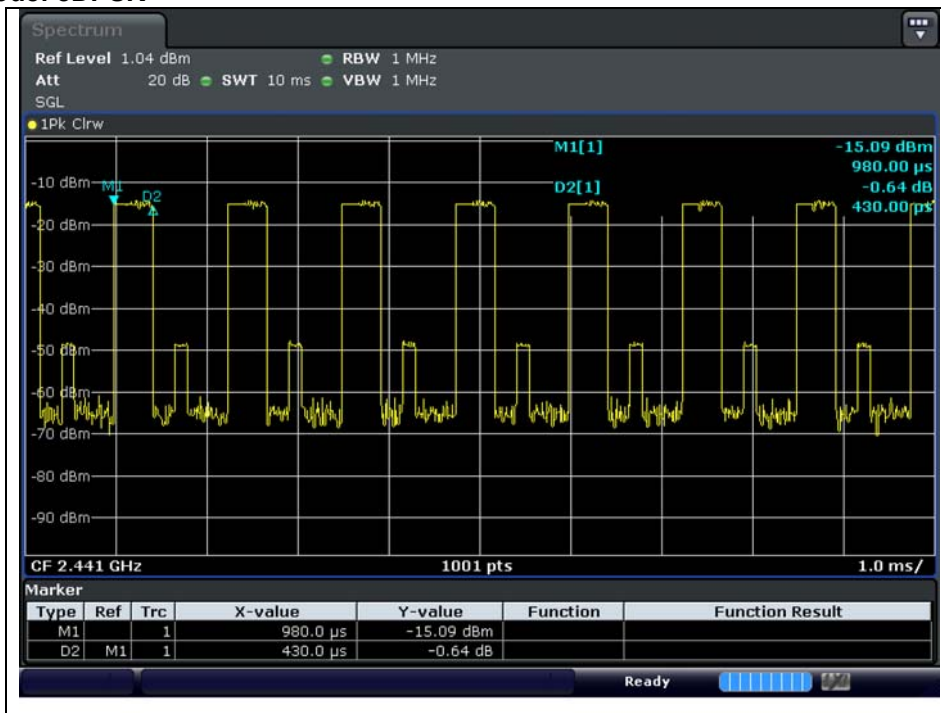 Spectrum
Ref Level 1.04 dBm RBW 1 MHz
Att 20 dB SWT 10 ms VBW 1 MHz
SGL
1Pk Clrw
M1[1] -15.09 dBm
980.00 µs
D2[1] -0.64 dB
430.00 µs
M1
D2
-10 dBm
-20 dBm
-30 dBm
-40 dBm
-50 dBm
-60 dBm
-70 dBm
-80 dBm
-90 dBm
CF 2.441 GHz 1001 pts 1.0 ms/
Marker
Type Ref Trc X-value Y-value Function Function Result
M1 1 980.0 µs -15.09 dBm
D2 M1 1 430.0 µs -0.64 dB
Ready